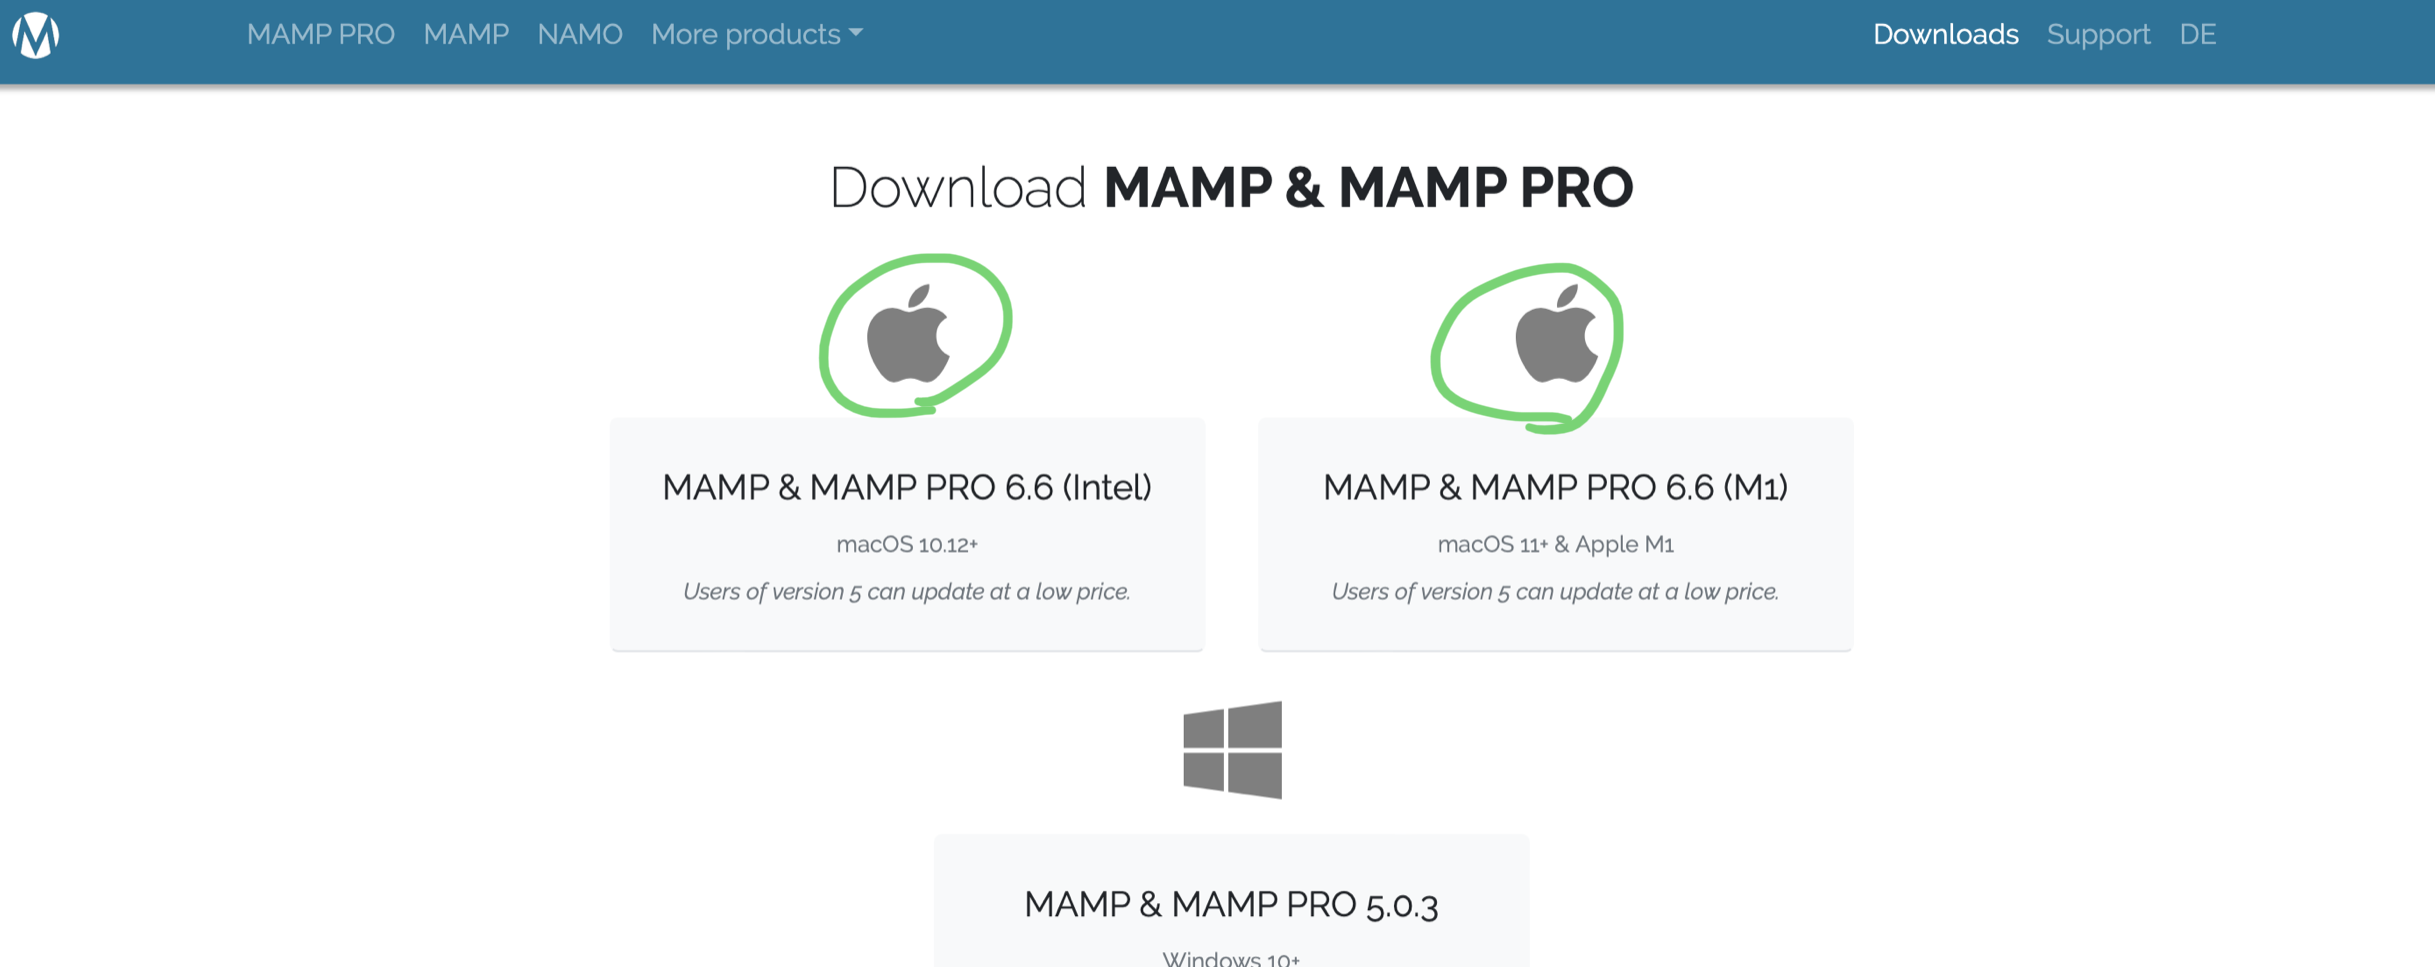 MAMP PRO MAMP NAMO More products Downloads Support DE
Download MAMP & MAMP PRO
MAMP & MAMP PRO 6.6 (Intel)
macOS 10.12+
Users of version 5 can update at a low price.
MAMP & MAMP PRO 6.6 (M1)
macOS 11+ & Apple M1
Users of version 5 can update at a low price.
MAMP & MAMP PRO 5.0.3
Windows 10+